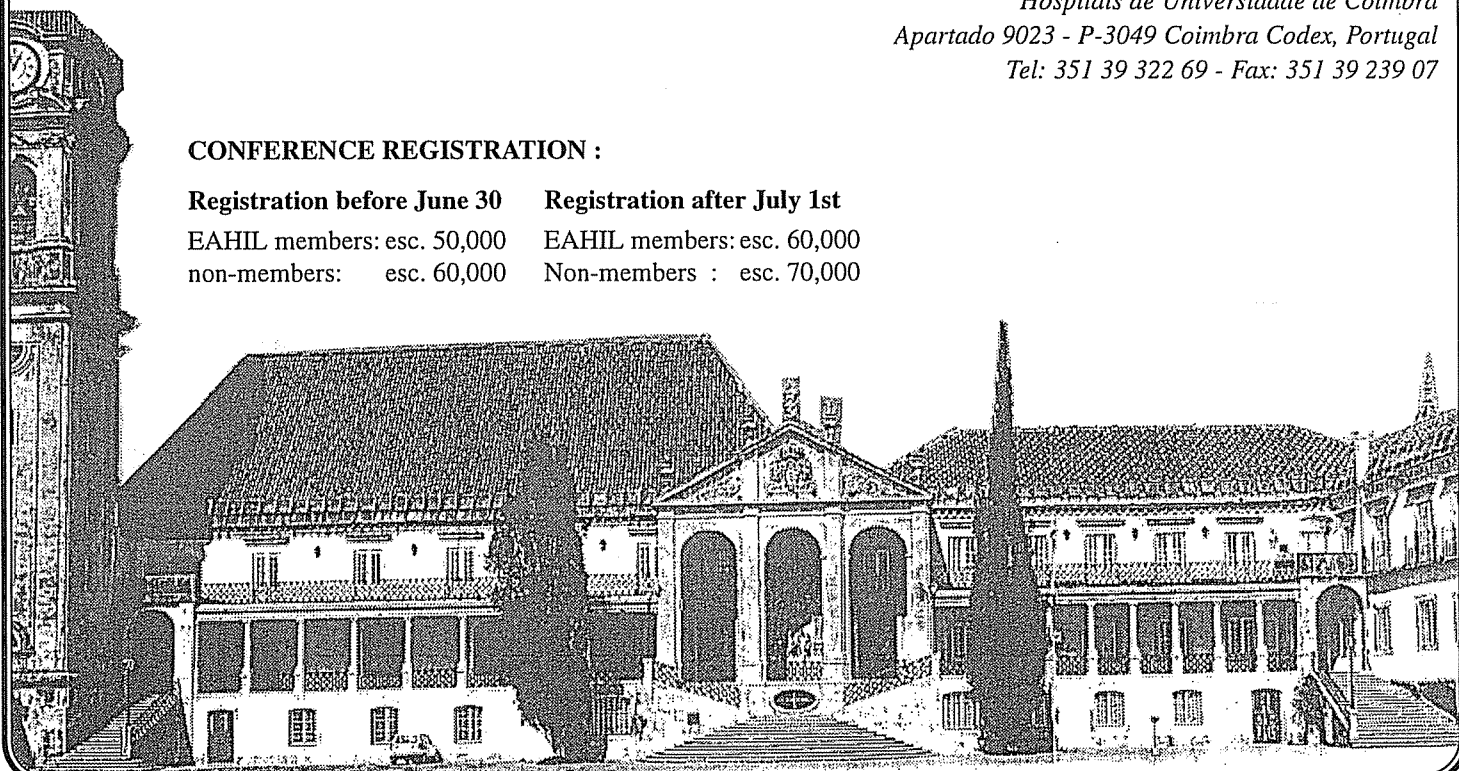 Hospitais de Universidade de Coimbra
Apartado 9023 - P-3049 Coimbra Codex, Portugal
Tel: 351 39 322 69 - Fax: 351 39 239 07
CONFERENCE REGISTRATION :
Registration before June 30 Registration after July 1st
EAHIL members: esc. 50,000 EAHIL members: esc. 60,000
non-members: esc. 60,000 Non-members : esc. 70,000